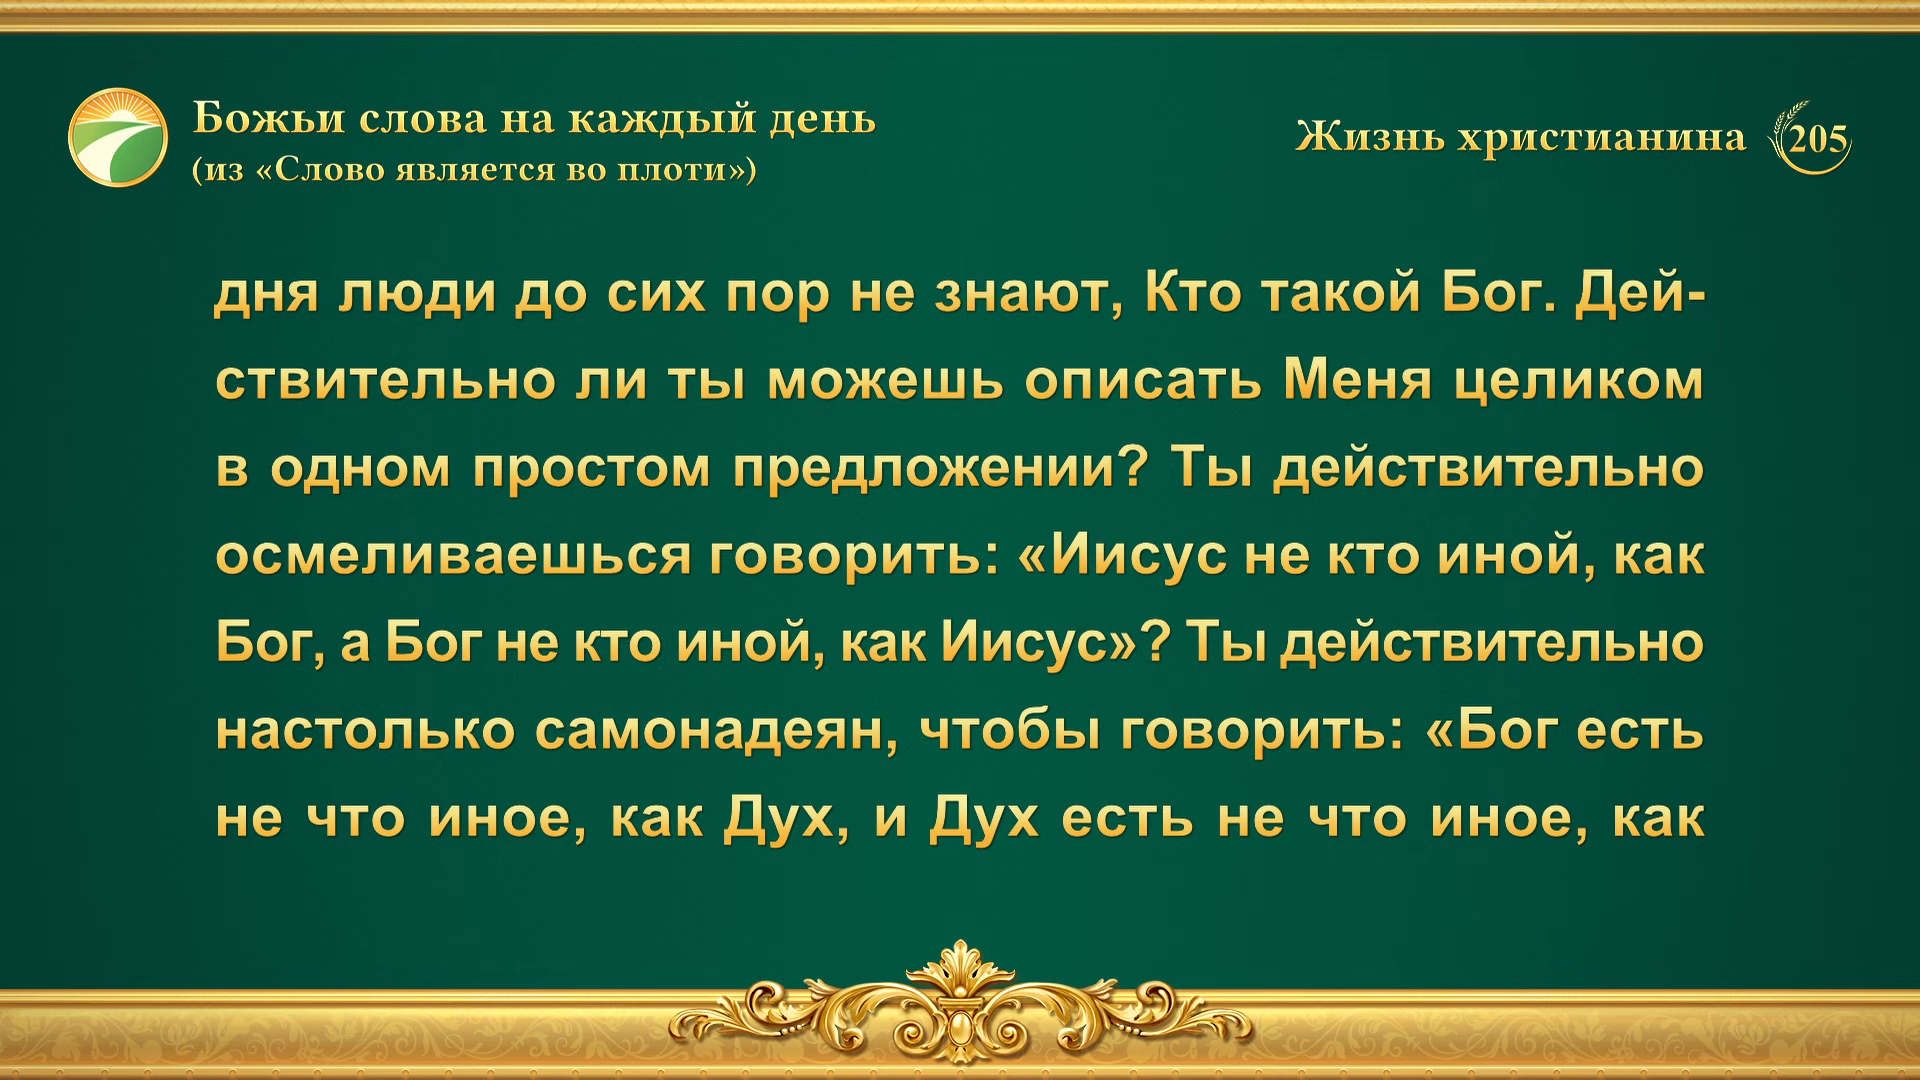 Божьи слова на каждый день
(из «Слово является во плоти»)
Жизнь христианина 205
дня люди до сих пор не знают, Кто такой Бог. Дей-
ствительно ли ты можешь описать Меня целиком
в одном простом предложении? Ты действительно
осмеливаешься говорить: «Иисус не кто иной, как
Бог, а Бог не кто иной, как Иисус»? Ты действительно
настолько самонадеян, чтобы говорить: «Бог есть
не что иное, как Дух, и Дух есть не что иное, как